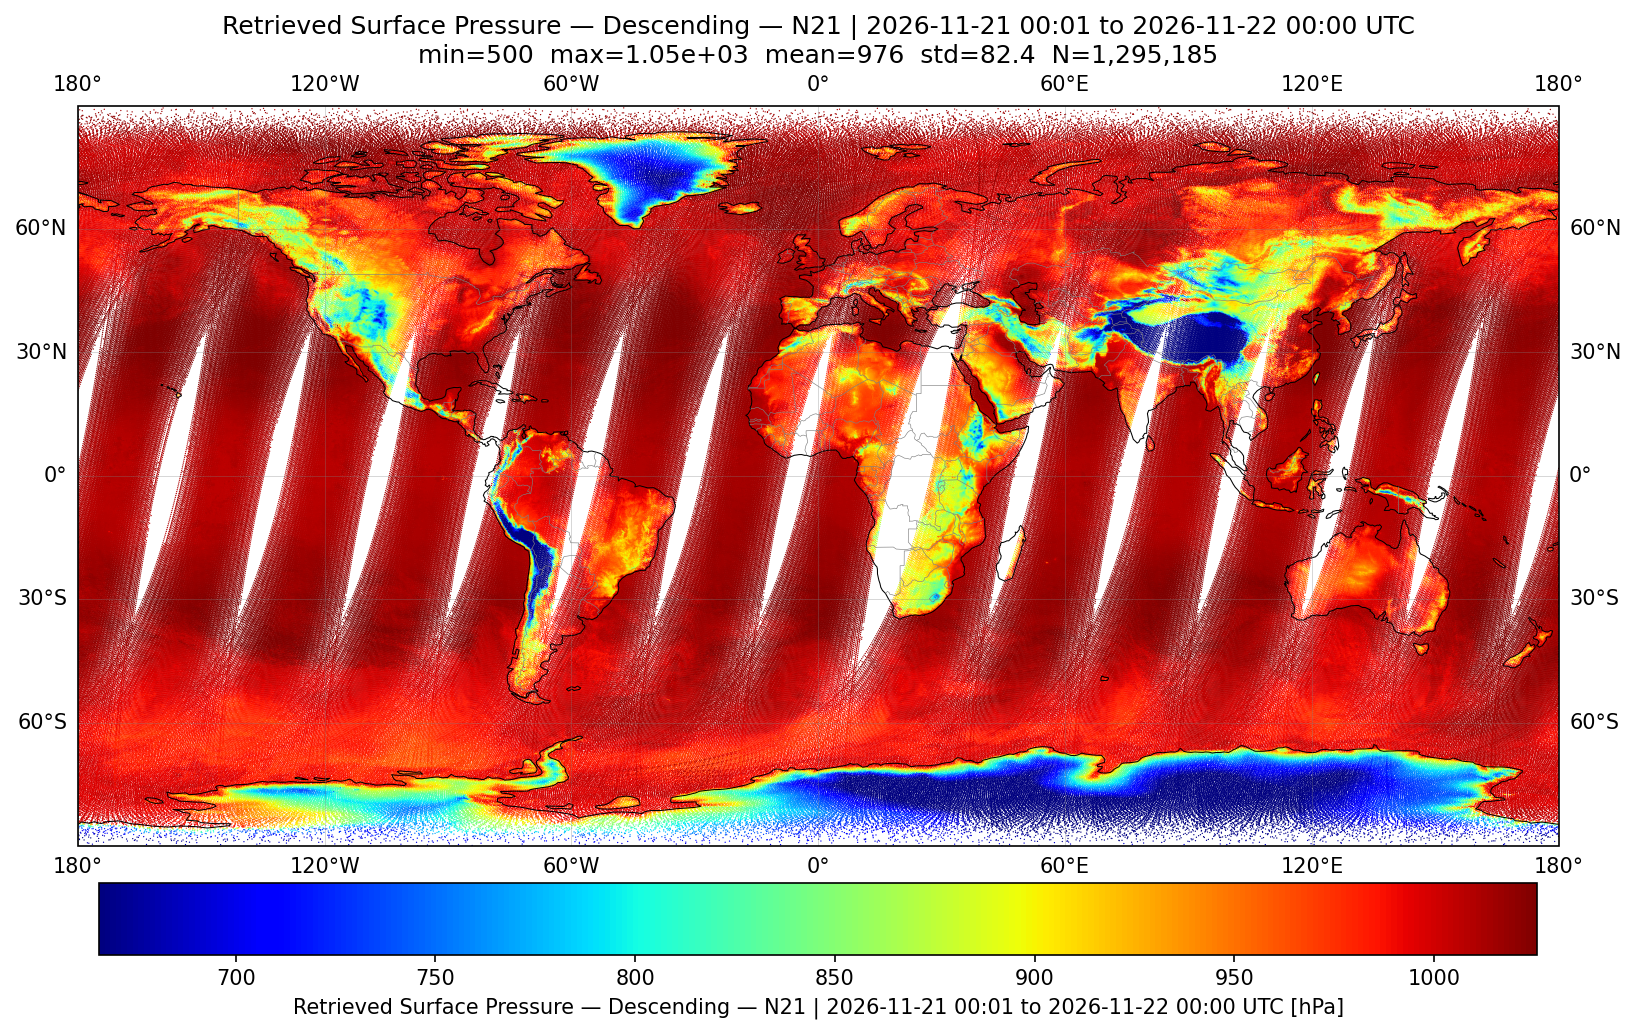 Retrieved Surface Pressure — Descending — N21 | 2026-11-21 00:01 to 2026-11-22 00:00 UTC
min=500  max=1.05e+03  mean=976  std=82.4  N=1,295,185
180° 120°W 60°W 0° 60°E 120°E 180°
60°N 60°N
30°N 30°N
0° 0°
30°S 30°S
60°S 60°S
180° 120°W 60°W 0° 60°E 120°E 180°
700 750 800 850 900 950 1000
Retrieved Surface Pressure — Descending — N21 | 2026-11-21 00:01 to 2026-11-22 00:00 UTC [hPa]